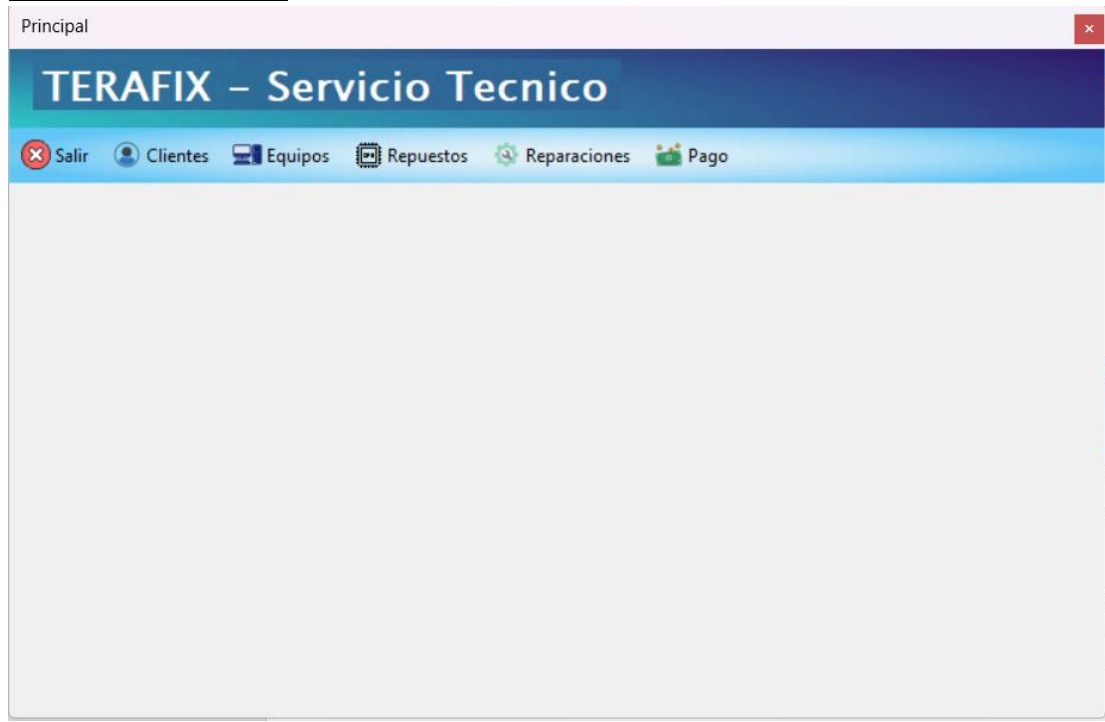 Principal
TERAFIX – Servicio Tecnico
Salir Clientes Equipos Repuestos Reparaciones Pago